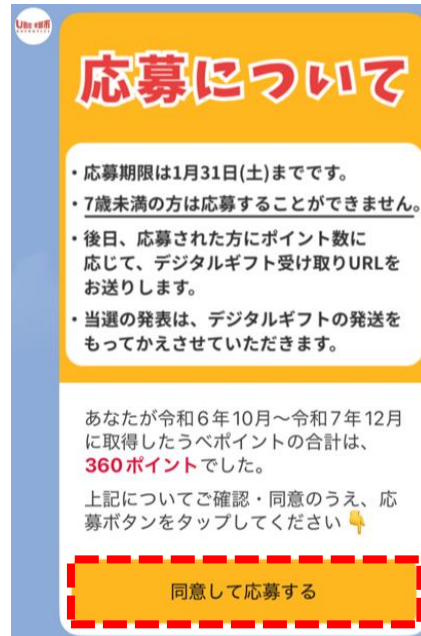 応募について
・応募期限は1月31日(土)までです。
・7歳未満の方は応募することができません。
・後日、応募された方にポイント数に
応じて、デジタルギフト受け取りURLを
お送りします。
・当選の発表は、デジタルギフトの発送を
もってかえさせていただきます。
あなたが令和6年10月～令和7年12月
に取得したうべポイントの合計は、
360ポイントでした。
上記についてご確認・同意のうえ、応
募ボタンをタップしてください👇
同意して応募する